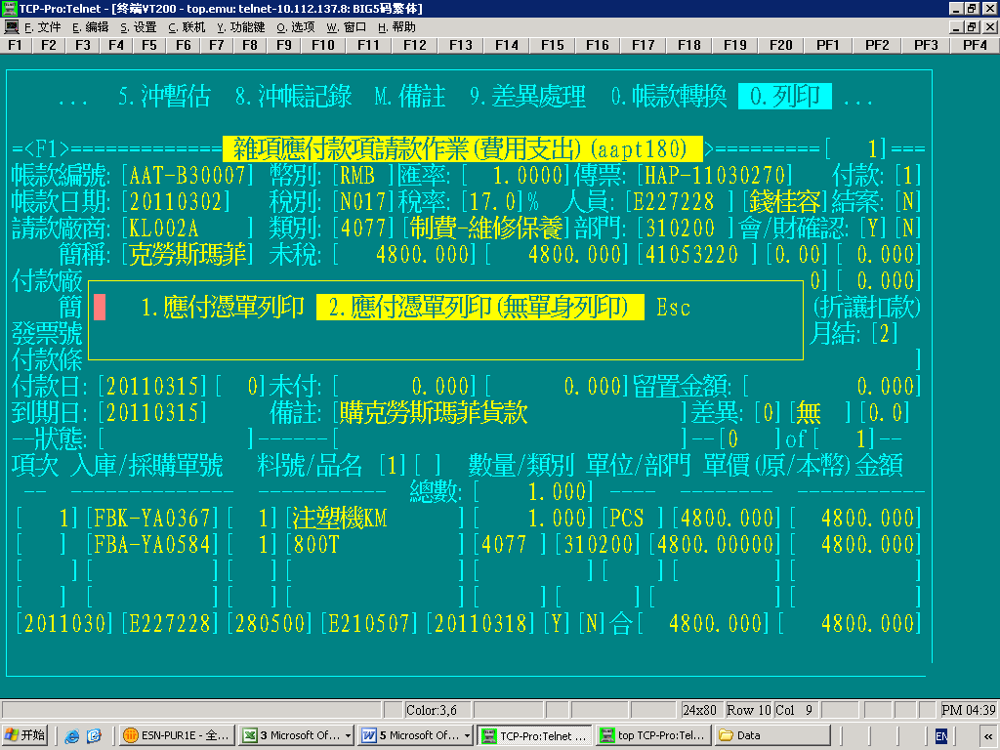 TCP-Pro:Telnet - [终端VT200 - top.emu: telnet-10.112.137.8: BIG5码繁体]
F. 文件 E. 编辑 S. 设置 C. 联机 Y. 功能键 O. 选项 W. 窗口 H. 帮助
F1 F2 F3 F4 F5 F6 F7 F8 F9 F10 F11 F12 F13 F14 F15 F16 F17 F18 F19 F20 PF1 PF2 PF3 PF4
... 5.沖暫估 8.沖帳記錄 M.備註 9.差異處理 0.帳款轉換 0.列印 ...
=<F1>============= 雜項應付款項請款作業(費用支出)(aapt180) >=========[ 1]===
帳款編號:[AAT-B30007] 幣別:[RMB ]匯率:[ 1.0000]傳票:[HAP-11030270] 付款:[1]
帳款日期:[20110302] 稅別:[N017]稅率:[17.0]% 人員:[E227228 ][錢桂容]結案:[N]
請款廠商:[KL002A ] 類別:[4077][制費-維修保養]部門:[310200 ]會/財確認:[Y][N]
簡稱:[克勞斯瑪菲] 未稅:[ 4800.000][ 4800.000][41053220 ][0.00][ 0.000]
付款廠 0][ 0.000]
簡 1.應付憑單列印 2.應付憑單列印(無單身列印) Esc (折讓扣款)
發票號 月結:[2]
付款條 ]
付款日:[20110315][ 0]未付:[ 0.000][ 0.000]留置金額:[ 0.000]
到期日:[20110315] 備註:[購克勞斯瑪菲貨款 ]差異:[0][無 ][0.0]
--狀態:[ ]------[ ]--[0 ]of[ 1]--
項次 入庫/採購單號 料號/品名 [1][ ] 數量/類別 單位/部門 單價(原/本幣)金額
---- -------------- ----------- 總數:[ 1.000] ---- ---------- -----------
[ 1][FBK-YA0367][ 1][注塑機KM ][ 1.000][PCS ][4800.000][ 4800.000]
[ ][FBA-YA0584][ 1][800T ][4077 ][310200][4800.00000][ 4800.000]
[ ][ ][ ][ ][ ][ ][ ][ ]
[ ][ ][ ][ ][ ][ ][ ][ ]
[2011030][E227228][280500][E210507][20110318][Y][N]合[ 4800.000][ 4800.000]
Color:3,6 24x80 Row 10 Col 9 PM 04:39
开始 ESN-PUR1E - 全... 3 Microsoft Of... 5 Microsoft Of... TCP-Pro:Telnet ... top TCP-Pro:Tel... Data EN «